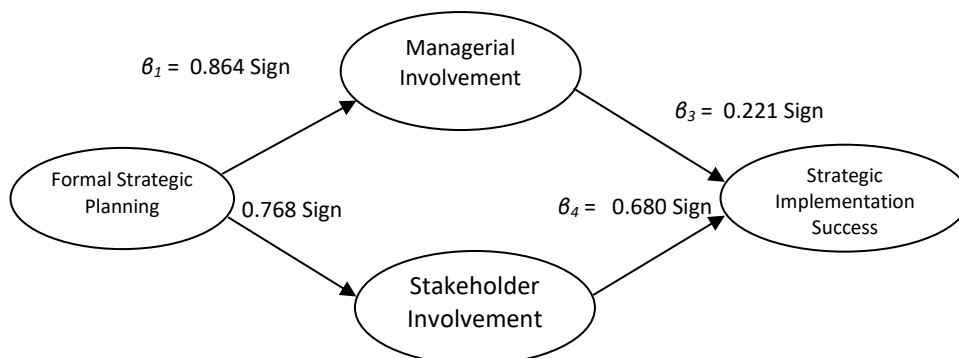 Managerial
Involvement
β1 = 0.864 Sign
β3 = 0.221 Sign
Formal Strategic
Planning
0.768 Sign
β4 = 0.680 Sign
Strategic
Implementation
Success
Stakeholder
Involvement